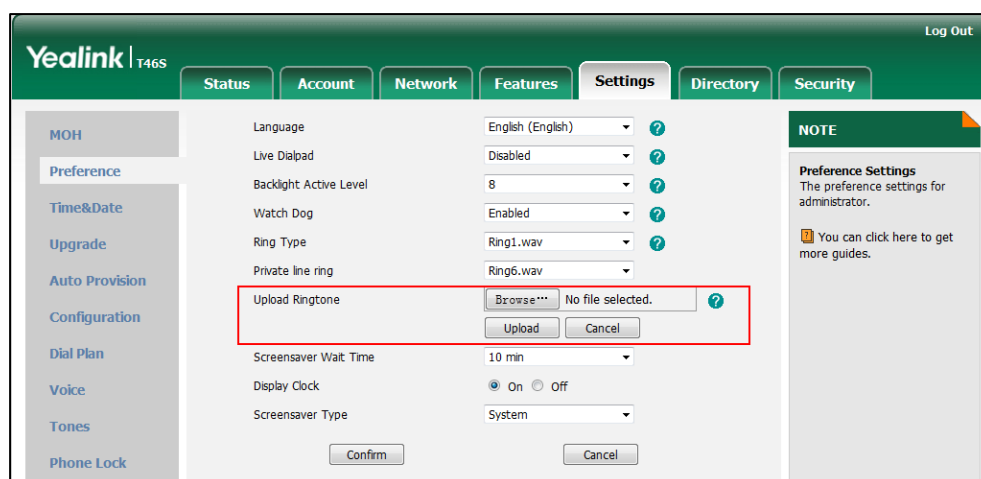 Log Out
Yealink | T46S
Status Account Network Features Settings Directory Security
MOH
Preference
Time&Date
Upgrade
Auto Provision
Configuration
Dial Plan
Voice
Tones
Phone Lock
Language English (English) ?
Live Dialpad Disabled ?
Backlight Active Level 8 ?
Watch Dog Enabled ?
Ring Type Ring1.wav ?
Private line ring Ring6.wav
Upload Ringtone Browse... No file selected. ?
Upload Cancel
Screensaver Wait Time 10 min
Display Clock On Off
Screensaver Type System
Confirm Cancel
NOTE
Preference Settings
The preference settings for
administrator.
? You can click here to get
more guides.